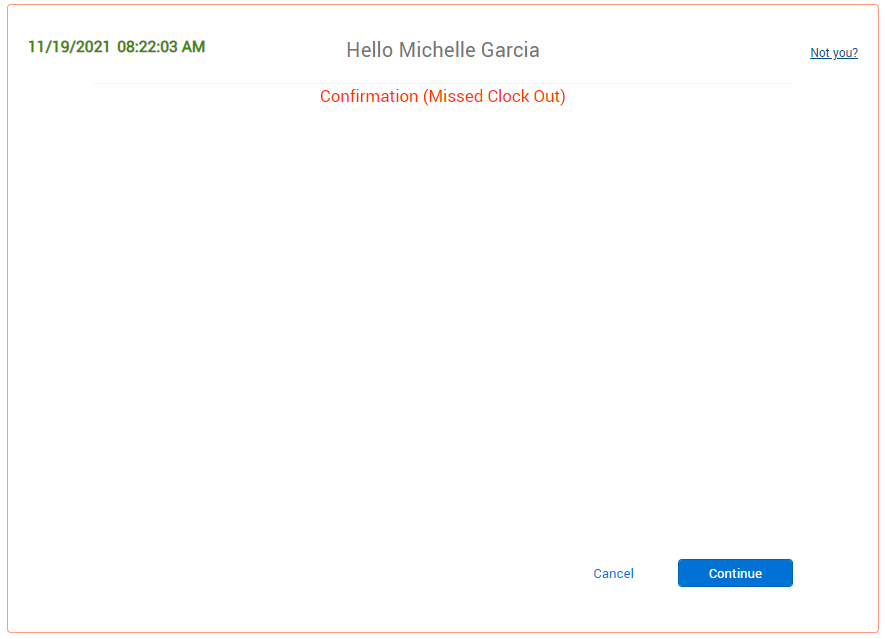 11/19/2021 08:22:03 AM
Hello Michelle Garcia
Not you?
Confirmation (Missed Clock Out)
Cancel
Continue